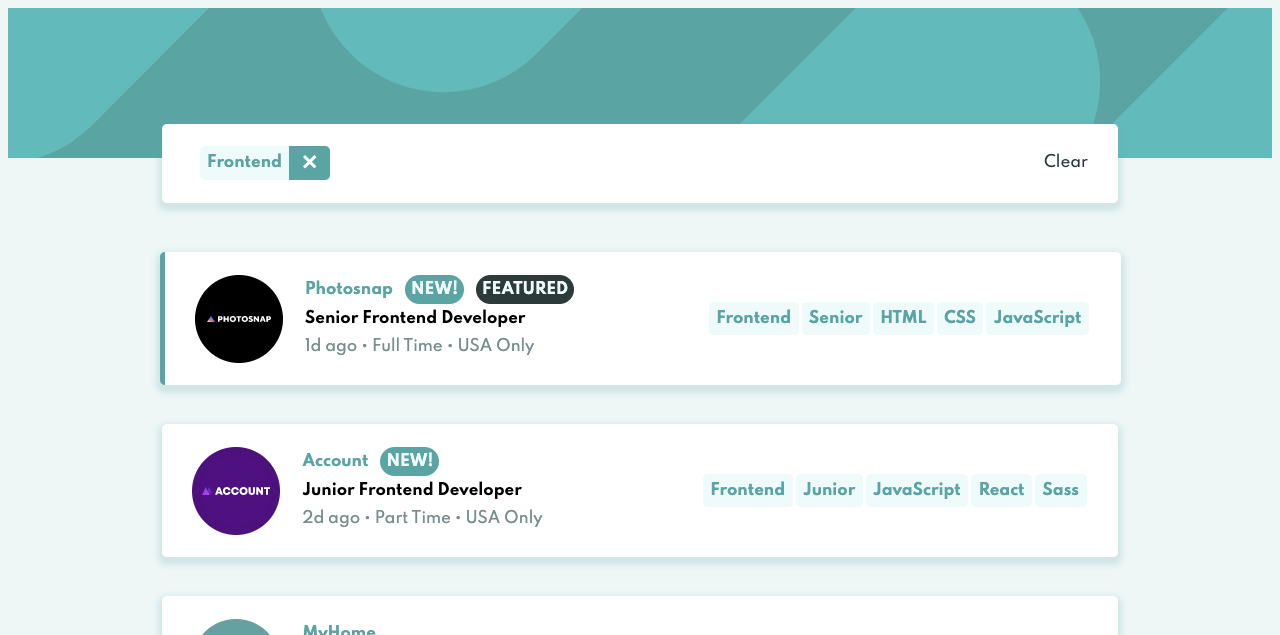 Frontend ✕ Clear
PHOTOSNAP
Photosnap NEW! FEATURED
Senior Frontend Developer
1d ago • Full Time • USA Only
Frontend Senior HTML CSS JavaScript
ACCOUNT
Account NEW!
Junior Frontend Developer
2d ago • Part Time • USA Only
Frontend Junior JavaScript React Sass
MyHome